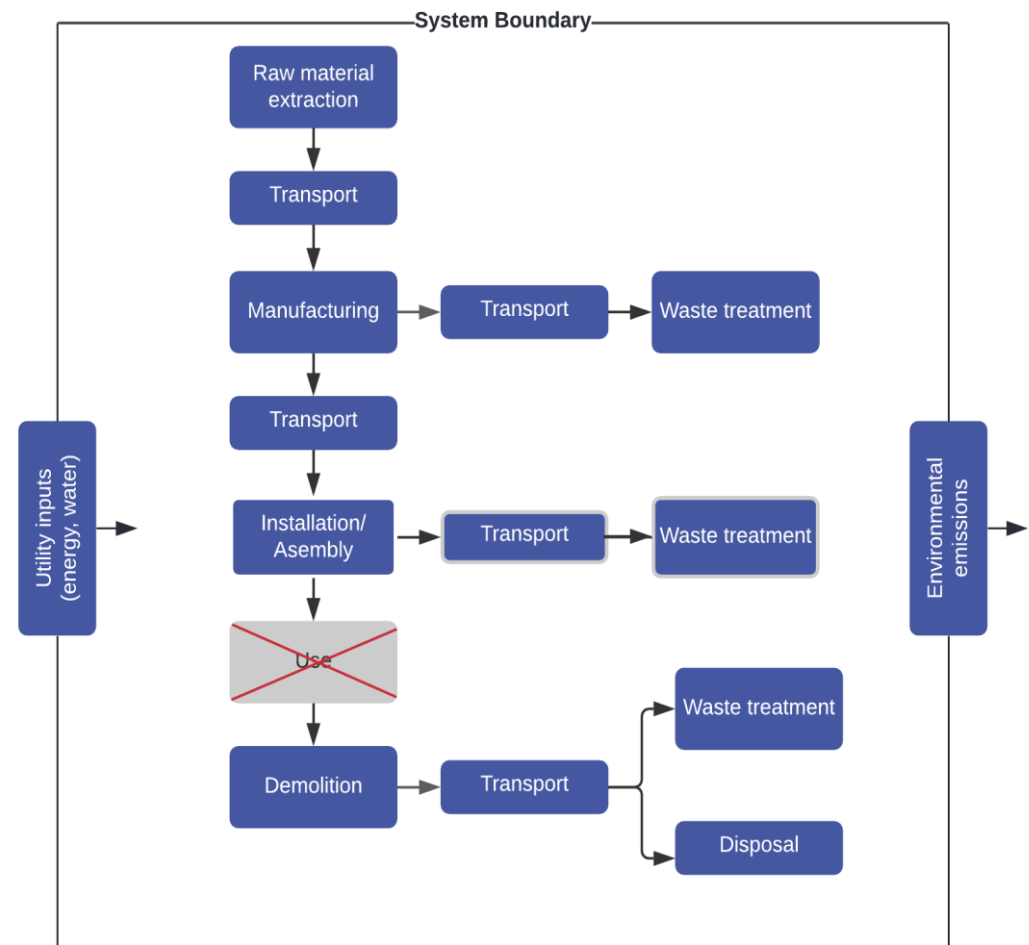 System Boundary
Raw material
extraction
Transport
Transport
Manufacturing
Transport
Waste treatment
Transport
Utility inputs
(energy, water)
Installation/
Asembly
Transport
Waste treatment
Environmental
emissions
Use
Waste treatment
Demolition
Transport
Disposal